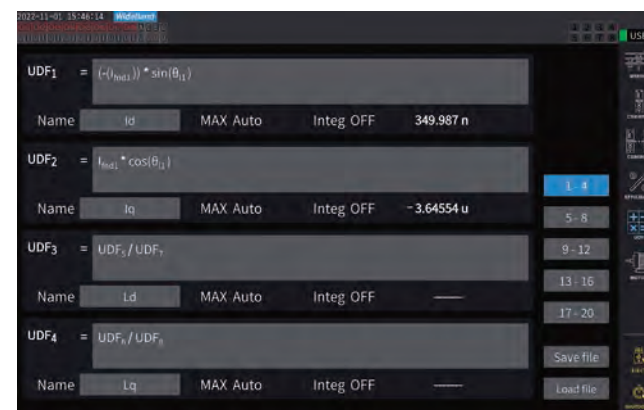 2022-11-01 15:46:14 WideBand
USB
UDF1 = (-(Ifnd1)) * sin(θI1)
Name Id MAX Auto Integ OFF 349.987 n
UDF2 = Ifnd1 * cos(θI1)
Name Iq MAX Auto Integ OFF -3.64554 u
1 - 4
5 - 8
UDF3 = UDF5 / UDF7
9 - 12
Name Ld MAX Auto Integ OFF ——
13 - 16
17 - 20
UDF4 = UDF6 / UDF8
Save file
Name Lq MAX Auto Integ OFF ——
Load file